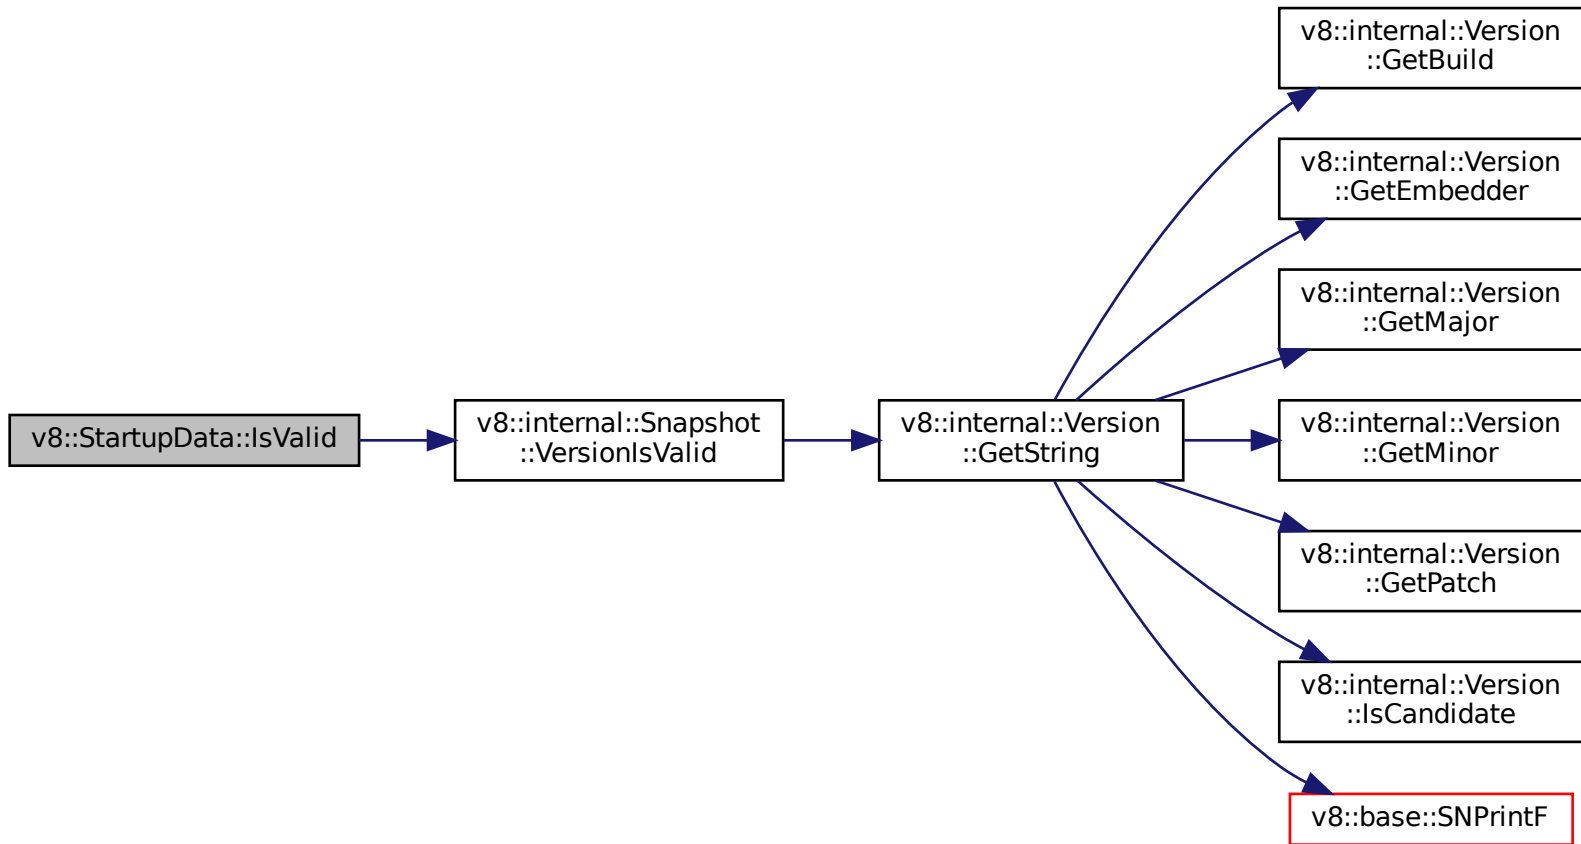 v8::StartupData::IsValid
v8::internal::Snapshot
::VersionIsValid
v8::internal::Version
::GetString
v8::internal::Version
::GetBuild
v8::internal::Version
::GetEmbedder
v8::internal::Version
::GetMajor
v8::internal::Version
::GetMinor
v8::internal::Version
::GetPatch
v8::internal::Version
::IsCandidate
v8::base::SNPrintF